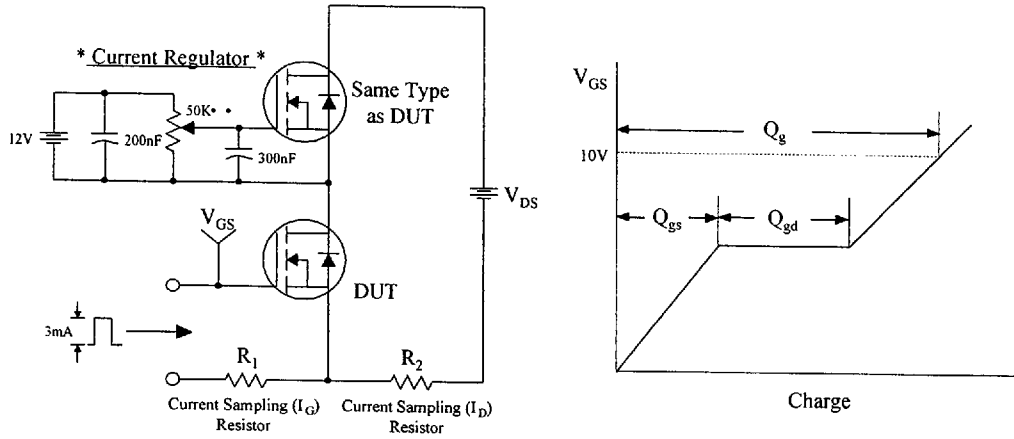 * Current Regulator *
50K
12V
200nF
300nF
Same Type
as DUT
V_DS
V_GS
DUT
3mA
R_1
R_2
Current Sampling (I_G)
Resistor
Current Sampling (I_D)
Resistor
V_GS
Q_g
10V
Q_gs
Q_gd
Charge